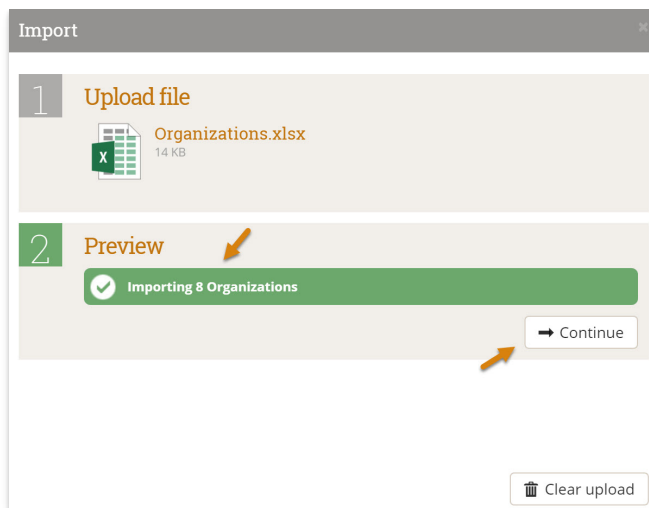 Import
1
Upload file
X
Organizations.xlsx
14 KB
2
Preview
Importing 8 Organizations
Continue
Clear upload